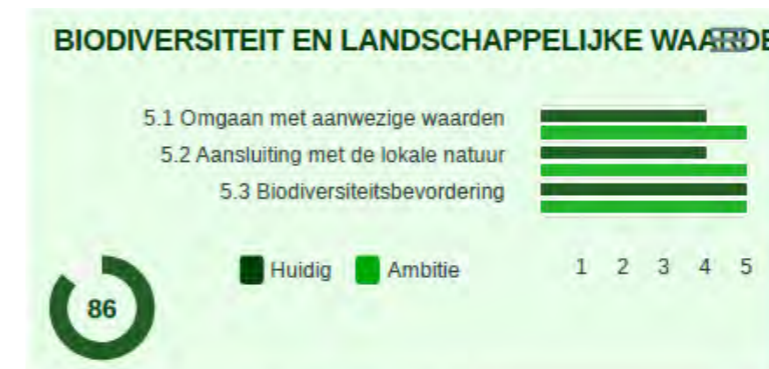 BIODIVERSITEIT EN LANDSCHAPPELIJKE
5.1 Omgaan met aanwezige waarden
5.2 Aansluiting met de lokale natuur
5.3 Biodiversiteitsbevordering
Huidig Ambitie 1 2 3 4 5
86